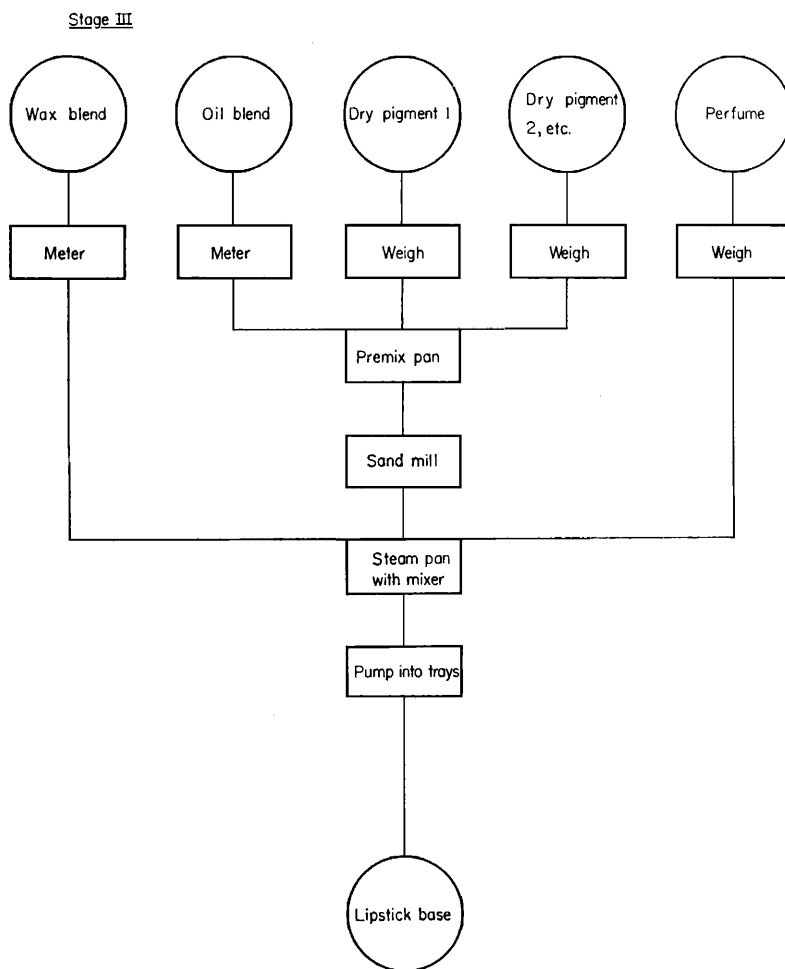 Stage III
Wax blend
Oil blend
Dry pigment 1
Dry pigment
2, etc.
Perfume
Meter
Meter
Weigh
Weigh
Weigh
Premix pan
Sand mill
Steam pan
with mixer
Pump into trays
Lipstick base